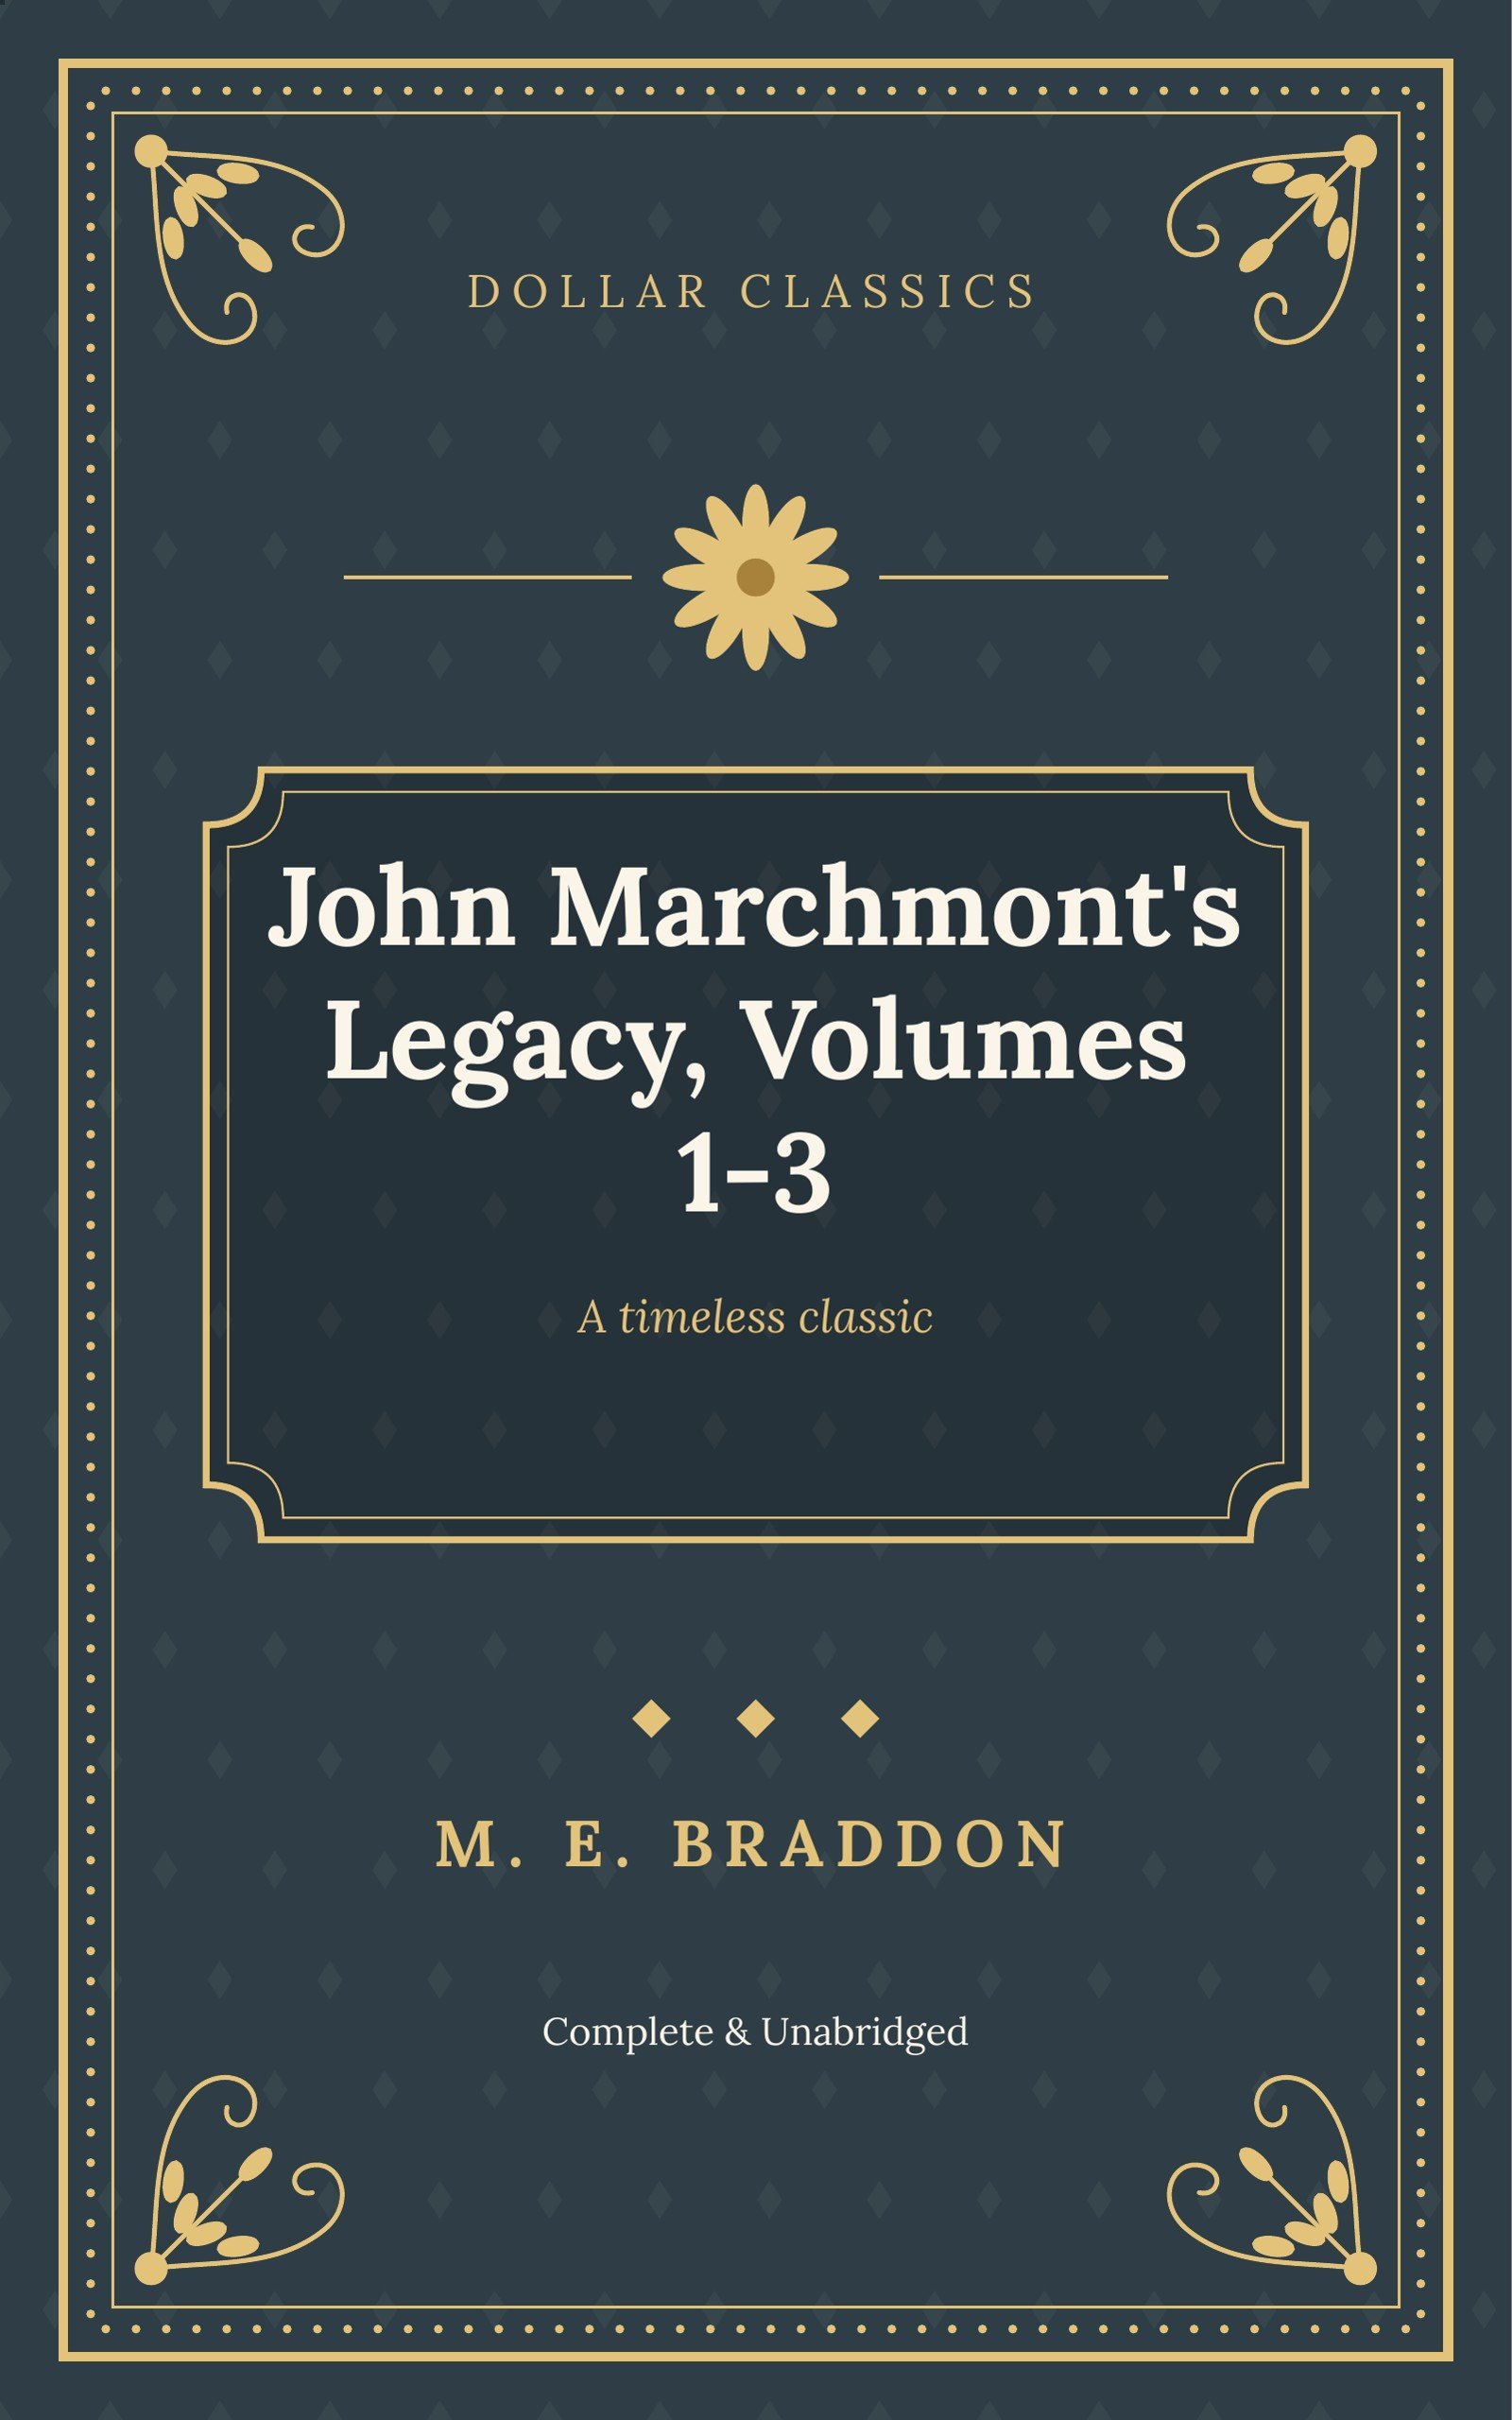 DOLLAR CLASSICS
John Marchmont's
Legacy, Volumes
1-3
A timeless classic
M. E. BRADDON
Complete & Unabridged